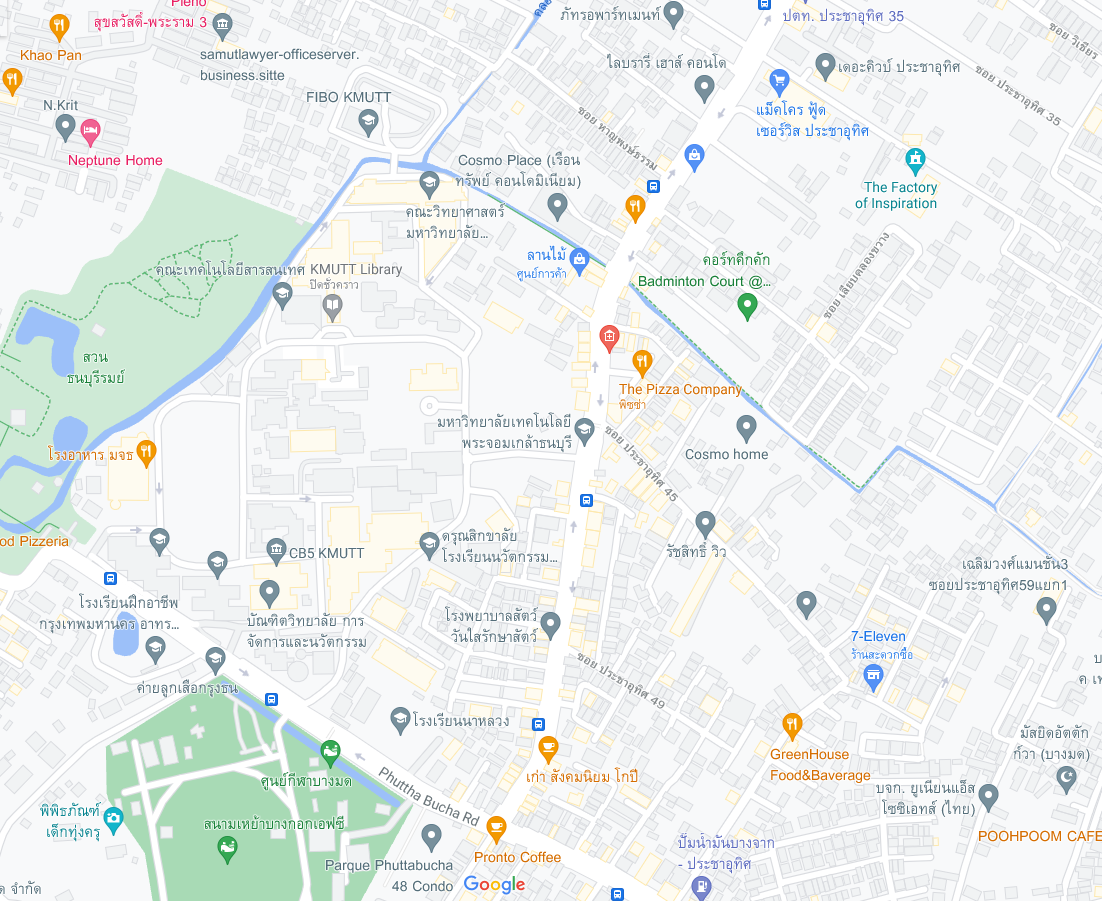 Pleno
สุขสวัสดิ์-พระราม 3
Khao Pan
samutlawyer-officeserver.
business.sitte
ภัทรอพาร์ทเมนท์
ปตท. ประชาอุทิศ 35
ไลบรารี่ เฮาส์ คอนโด
เดอะคิวบ์ ประชาอุทิศ
ซอย ประชาอุทิศ 35
N.Krit
Neptune Home
FIBO KMUTT
แม็คโคร ฟู้ด
เซอร์วิส ประชาอุทิศ
ซอย หาญพงษ์ธรรม
Cosmo Place (เรือน
ทรัพย์ คอนโดมิเนียม)
The Factory
of Inspiration
คณะวิทยาศาสตร์
มหาวิทยาลัย...
ลานไม้
ศูนย์การค้า
คอร์ทคึกคัก
Badminton Court @...
ซอย เลียบคลองขวาง
คณะเทคโนโลยีสารสนเทศ
KMUTT Library
ปิดชั่วคราว
สวน
ธนบุรีรมย์
The Pizza Company
พิซซ่า
มหาวิทยาลัยเทคโนโลยี
พระจอมเกล้าธนบุรี
ซอย ประชาอุทิศ 45
Cosmo home
โรงอาหาร มจธ
od Pizzeria
CB5 KMUTT
ดรุณสิกขาลัย
โรงเรียนนวัตกรรม...
รัชสิทธิ์ วิว
เฉลิมวงศ์แมนชั่น3
ซอยประชาอุทิศ59แยก1
โรงเรียนฝึกอาชีพ
กรุงเทพมหานคร อาทร...
บัณฑิตวิทยาลัย การ
จัดการและนวัตกรรม
โรงพยาบาลสัตว์
วันใสรักษาสัตว์
7-Eleven
ร้านสะดวกซื้อ
ซอย ประชาอุทิศ 49
ค่ายลูกเสือกรุงธน
โรงเรียนนาหลวง
มัสยิดอัตตัก
ก์วา (บางมด)
GreenHouse
Food&Baverage
เก่า สังคมนิยม โกปี้
ศูนย์กีฬาบางมด
Phuttha Bucha Rd
บจก. ยูเนี่ยนแอ็ส
โซซิเอทส์ (ไทย)
พิพิธภัณฑ์
เด็กทุ่งครุ
สนามเหย้าบางกอกเอฟซี
POOHPOOM CAFE
Parque Phuttabucha
48 Condo
Pronto Coffee
ปั๊มน้ำมันบางจาก
- ประชาอุทิศ
Google